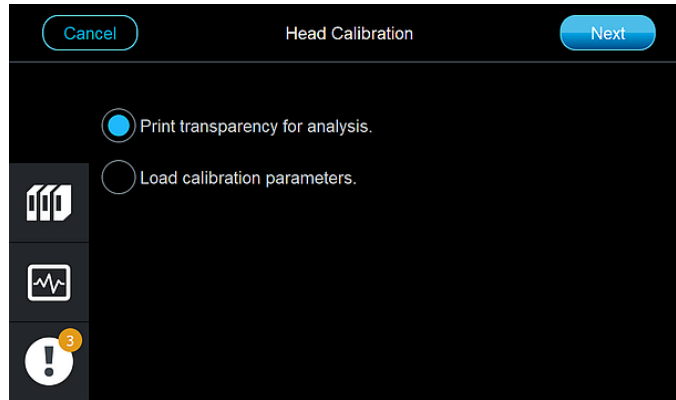 Cancel
Head Calibration
Next
Print transparency for analysis.
Load calibration parameters.
3